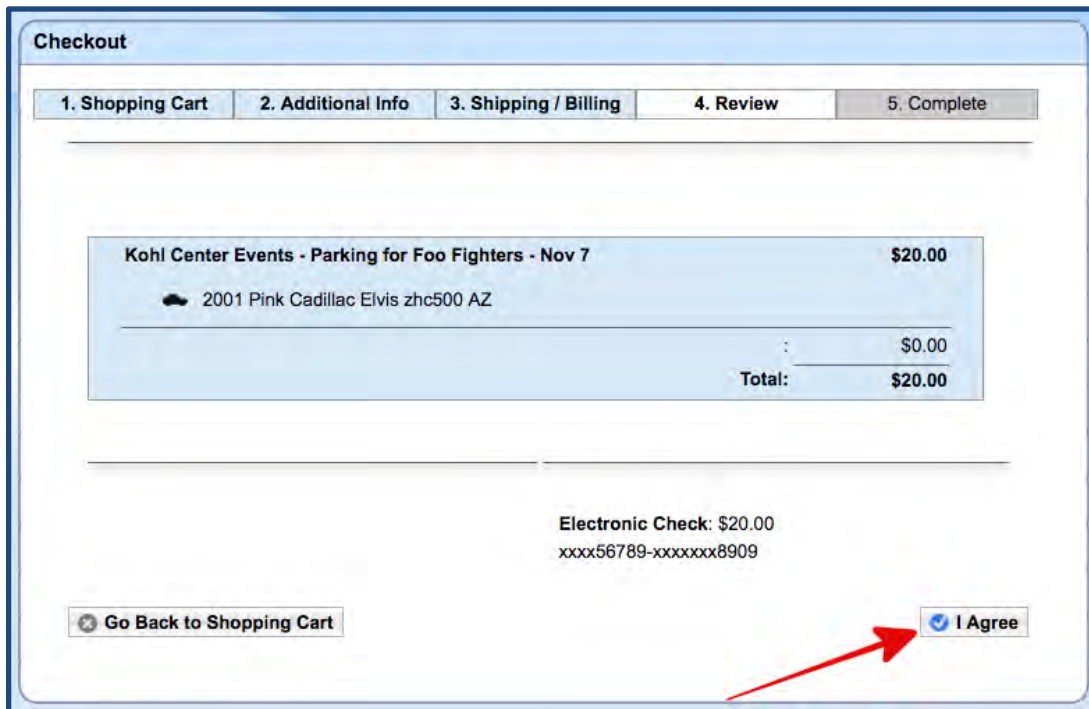 Checkout
1. Shopping Cart 2. Additional Info 3. Shipping / Billing 4. Review 5. Complete
Kohl Center Events - Parking for Foo Fighters - Nov 7 $20.00
2001 Pink Cadillac Elvis zhc500 AZ
: $0.00
Total: $20.00
Electronic Check: $20.00
xxxx56789-xxxxxxx8909
Go Back to Shopping Cart I Agree